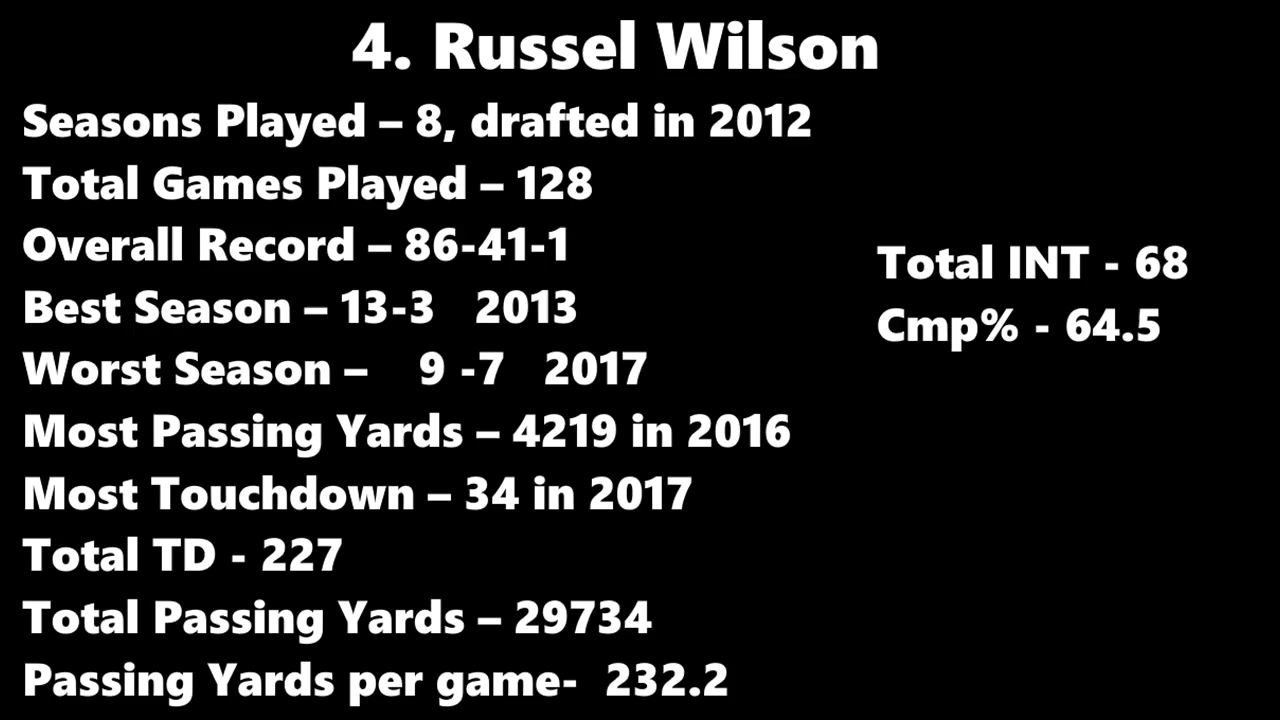 4. Russel Wilson
Seasons Played – 8, drafted in 2012
Total Games Played – 128
Overall Record – 86-41-1
Best Season – 13-3 2013
Worst Season – 9 -7 2017
Most Passing Yards – 4219 in 2016
Most Touchdown – 34 in 2017
Total TD - 227
Total Passing Yards – 29734
Passing Yards per game- 232.2
Total INT - 68
Cmp% - 64.5